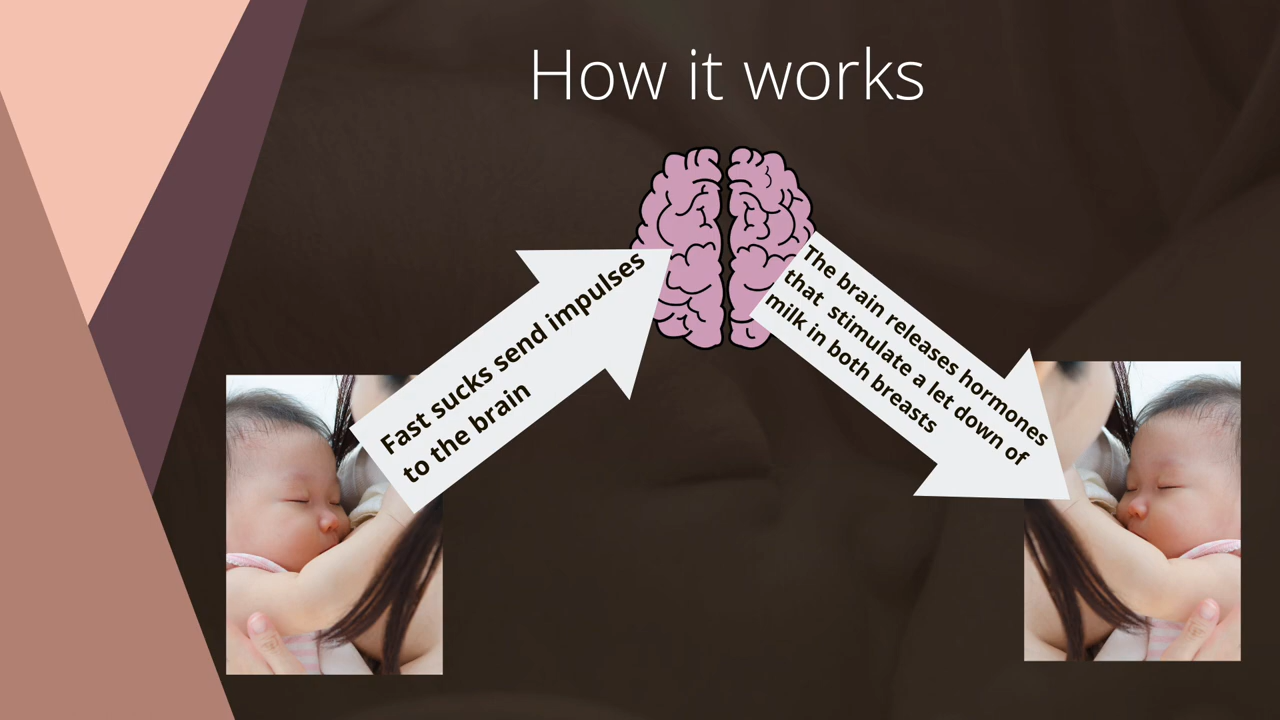 How it works
Fast sucks send impulses
to the brain
The brain releases hormones
that stimulate a let down of
milk in both breasts